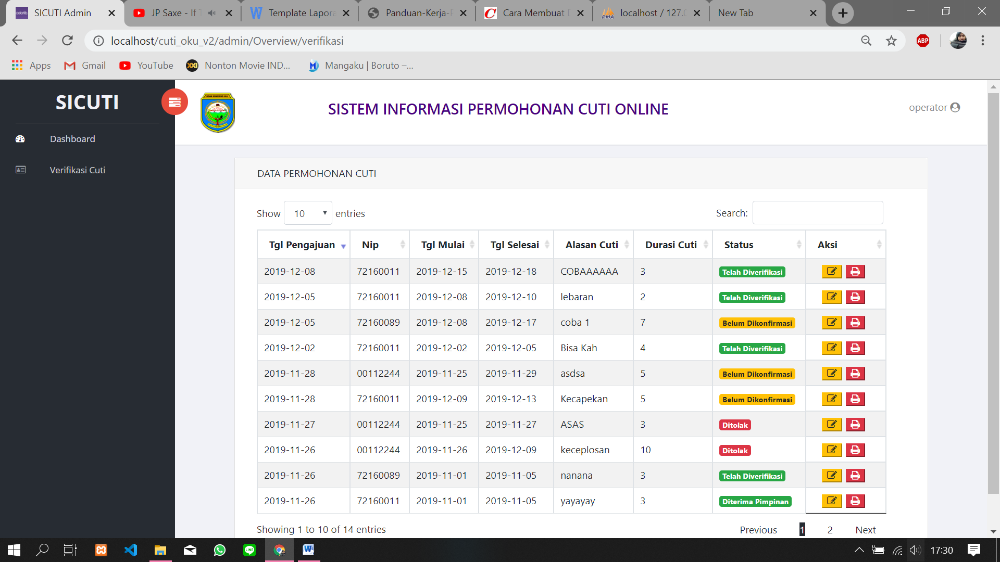 SICUTI Admin
JP Saxe - If
Template Lapora
Panduan-Kerja-
Cara Membuat
PMA
localhost / 127.
New Tab
localhost/cuti_oku_v2/admin/Overview/verifikasi
ABP
Apps
Gmail
YouTube
XXI
Nonton Movie IND...
Mangaku | Boruto –...
SICUTI
SISTEM INFORMASI PERMOHONAN CUTI ONLINE
operator
Dashboard
Verifikasi Cuti
DATA PERMOHONAN CUTI
Show 10 entries
Search:
Tgl Pengajuan Nip Tgl Mulai Tgl Selesai Alasan Cuti Durasi Cuti Status Aksi
2019-12-08 72160011 2019-12-15 2019-12-18 COBAAAAAA 3 Telah Diverifikasi
2019-12-05 72160011 2019-12-08 2019-12-10 lebaran 2 Telah Diverifikasi
2019-12-05 72160089 2019-12-08 2019-12-17 coba 1 7 Belum Dikonfirmasi
2019-12-02 72160011 2019-12-02 2019-12-05 Bisa Kah 4 Telah Diverifikasi
2019-11-28 00112244 2019-11-25 2019-11-29 asdsa 5 Belum Dikonfirmasi
2019-11-28 72160011 2019-12-09 2019-12-13 Kecapekan 5 Belum Dikonfirmasi
2019-11-27 00112244 2019-11-25 2019-11-27 ASAS 3 Ditolak
2019-11-26 00112244 2019-11-26 2019-12-09 keceplosan 10 Ditolak
2019-11-26 72160089 2019-11-01 2019-11-05 nanana 3 Telah Diverifikasi
2019-11-26 72160011 2019-11-01 2019-11-05 yayayay 3 Diterima Pimpinan
Showing 1 to 10 of 14 entries
Previous 1 2 Next
LINE
17:30